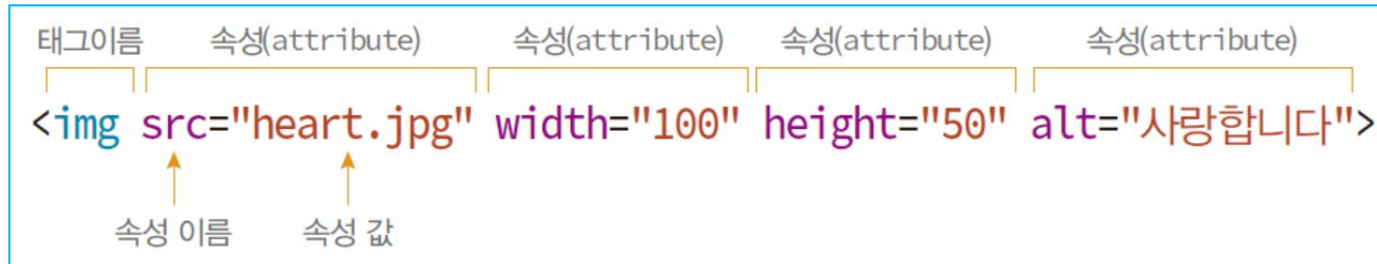 태그이름 속성(attribute) 속성(attribute) 속성(attribute) 속성(attribute)
<img src="heart.jpg" width="100" height="50" alt="사랑합니다">
속성 이름 속성 값